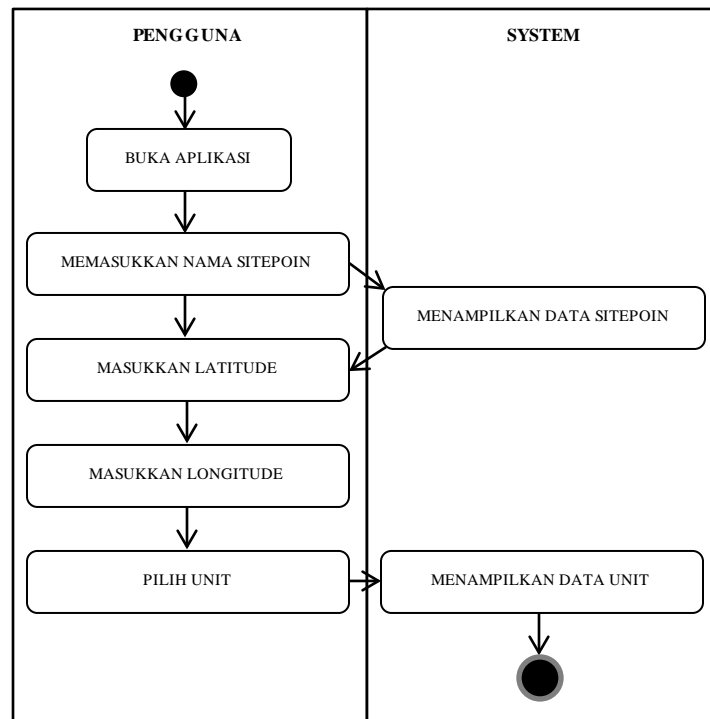 PENGGUNA
SYSTEM
BUKA APLIKASI
MEMASUKKAN NAMA SITEPOIN
MENAMPILKAN DATA SITEPOIN
MASUKKAN LATITUDE
MASUKKAN LONGITUDE
PILIH UNIT
MENAMPILKAN DATA UNIT